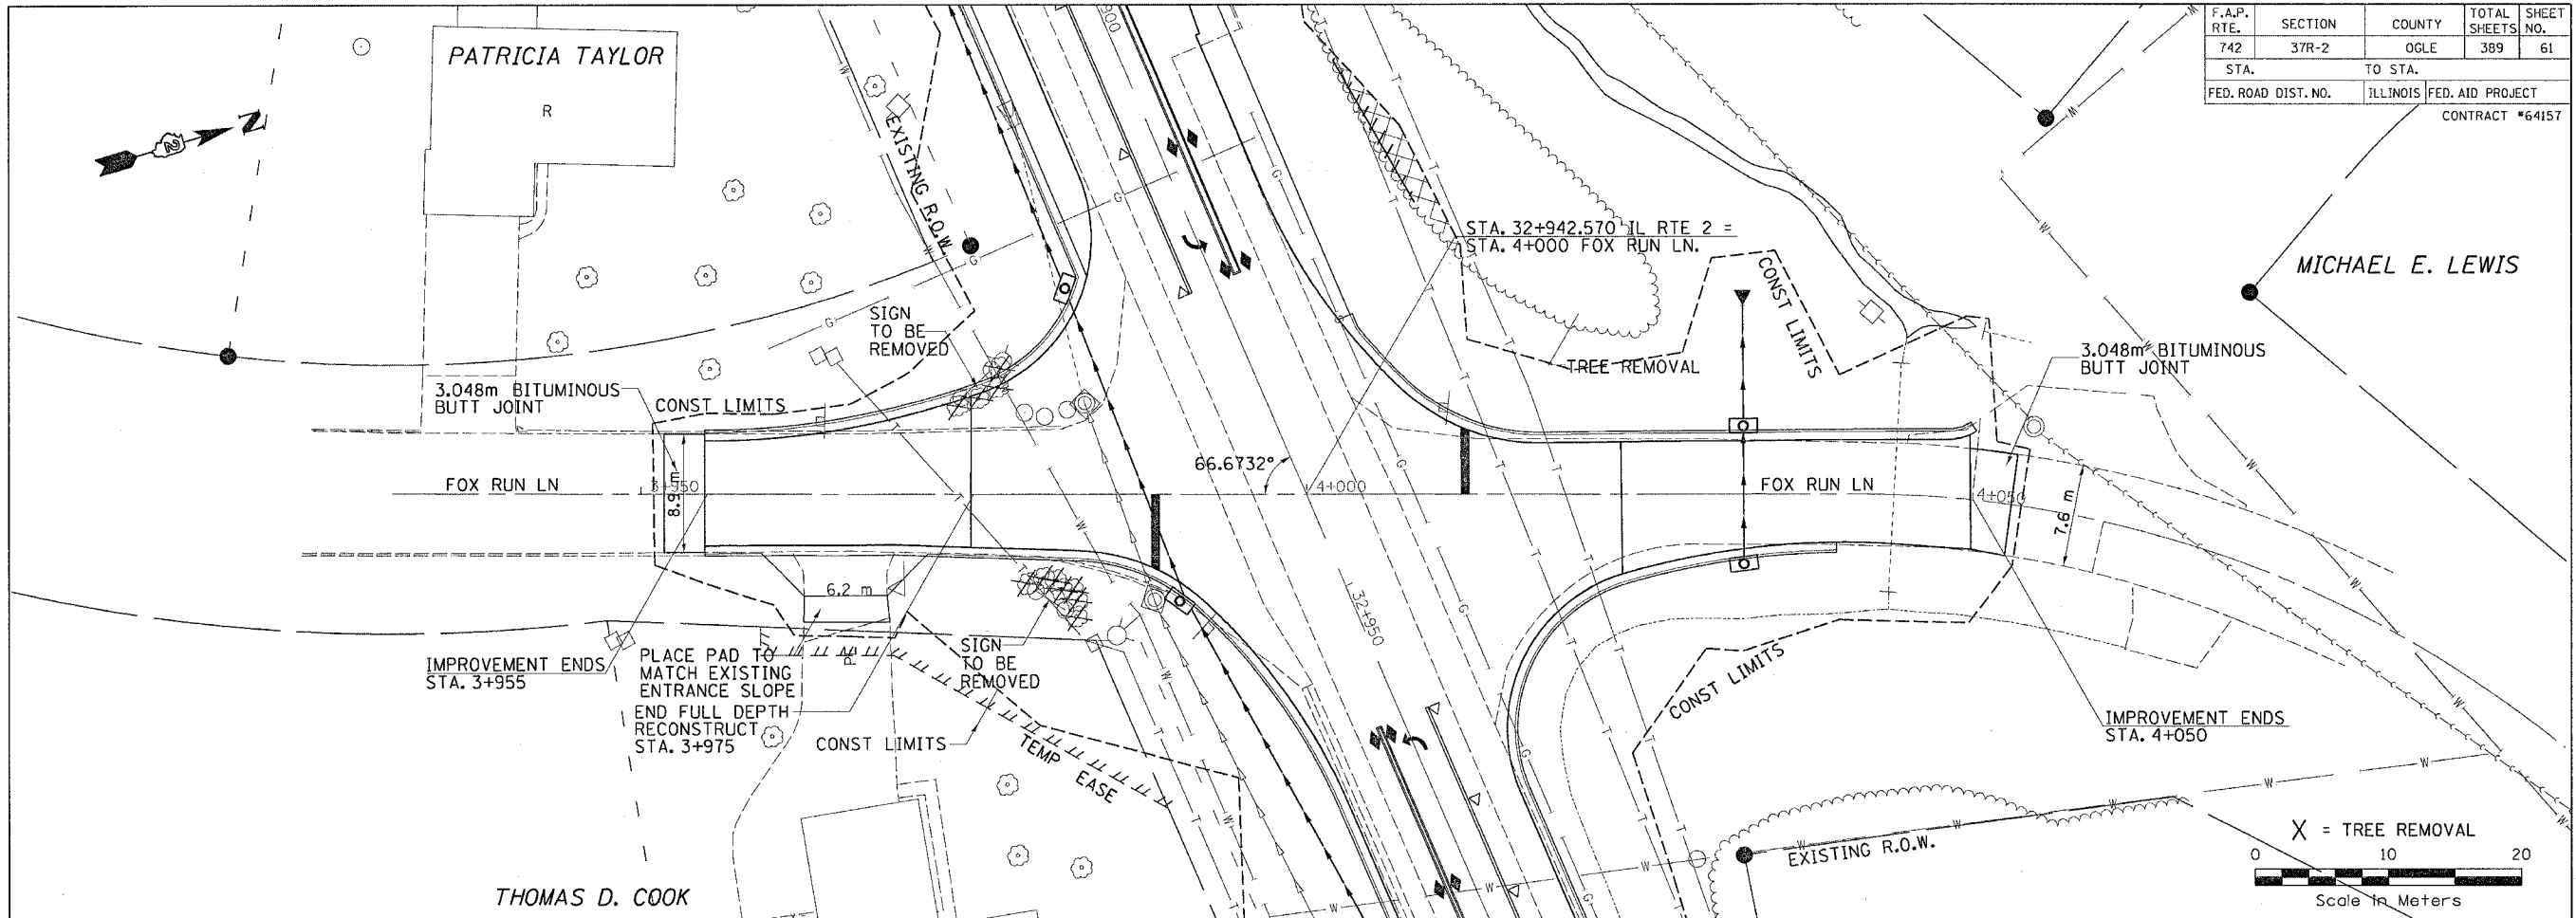 F.A.P. RTE. SECTION COUNTY TOTAL SHEETS SHEET NO.
742 37R-2 OGLE 389 61
STA. TO STA.
FED. ROAD DIST. NO. ILLINOIS FED. AID PROJECT
CONTRACT #64157
PATRICIA TAYLOR
R
N
2
EXISTING R.O.W.
900
STA. 32+942.570 IL RTE 2 =
STA. 4+000 FOX RUN LN.
CONST LIMITS
MICHAEL E. LEWIS
SIGN
TO BE
REMOVED
TREE REMOVAL
3.048m BITUMINOUS
BUTT JOINT
3.048m BITUMINOUS
BUTT JOINT
CONST LIMITS
66.6732°
FOX RUN LN
3+950
8.9 m
4+000
FOX RUN LN
4+050
7.6 m
6.2 m
32+950
IMPROVEMENT ENDS
STA. 3+955
PLACE PAD TO
MATCH EXISTING
ENTRANCE SLOPE
END FULL DEPTH
RECONSTRUCT
STA. 3+975
SIGN
TO BE
REMOVED
CONST LIMITS
TEMP EASE
CONST LIMITS
IMPROVEMENT ENDS
STA. 4+050
THOMAS D. COOK
EXISTING R.O.W.
X = TREE REMOVAL
0 10 20
Scale In Meters